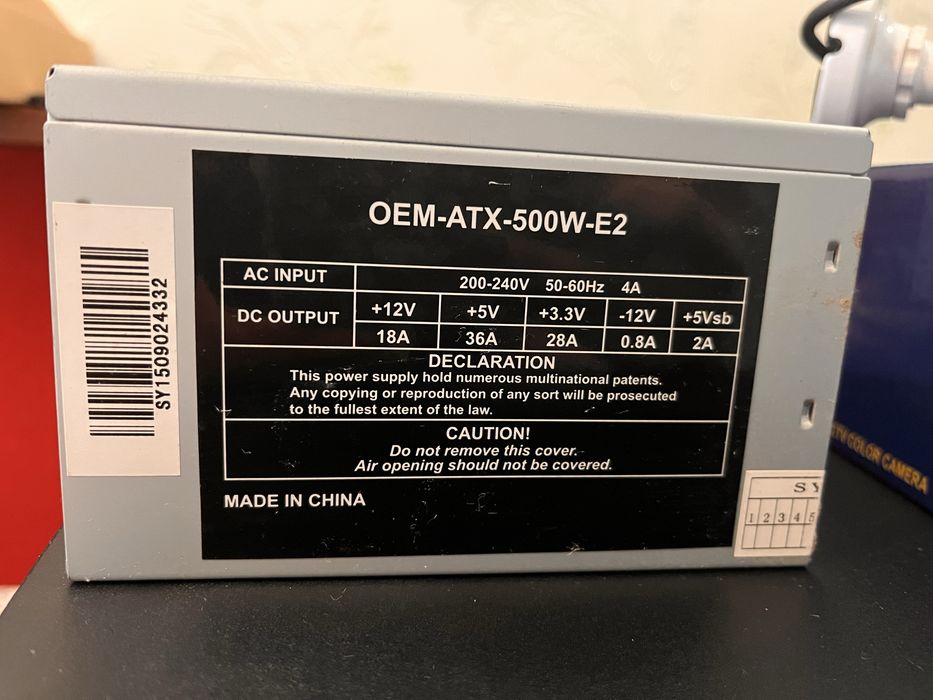 OEM-ATX-500W-E2
AC INPUT 200-240V 50-60Hz 4A
DC OUTPUT +12V +5V +3.3V -12V +5Vsb
18A 36A 28A 0.8A 2A
DECLARATION
This power supply hold numerous multinational patents.
Any copying or reproduction of any sort will be prosecuted
to the fullest extent of the law.
CAUTION!
Do not remove this cover.
Air opening should not be covered.
MADE IN CHINA
SY1509024332
SY
1 2 3 4 5
COLOR CAMERA